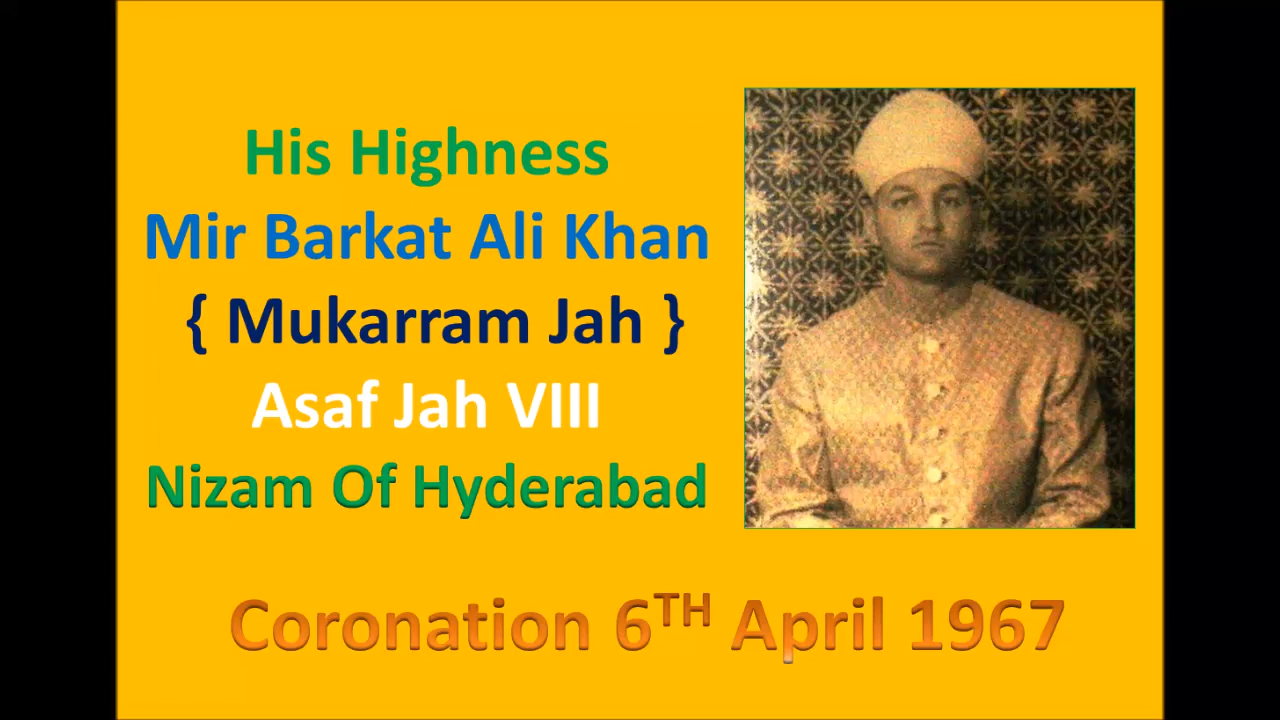 His Highness
Mir Barkat Ali Khan
{ Mukarram Jah }
Asaf Jah VIII
Nizam Of Hyderabad
Coronation 6TH April 1967